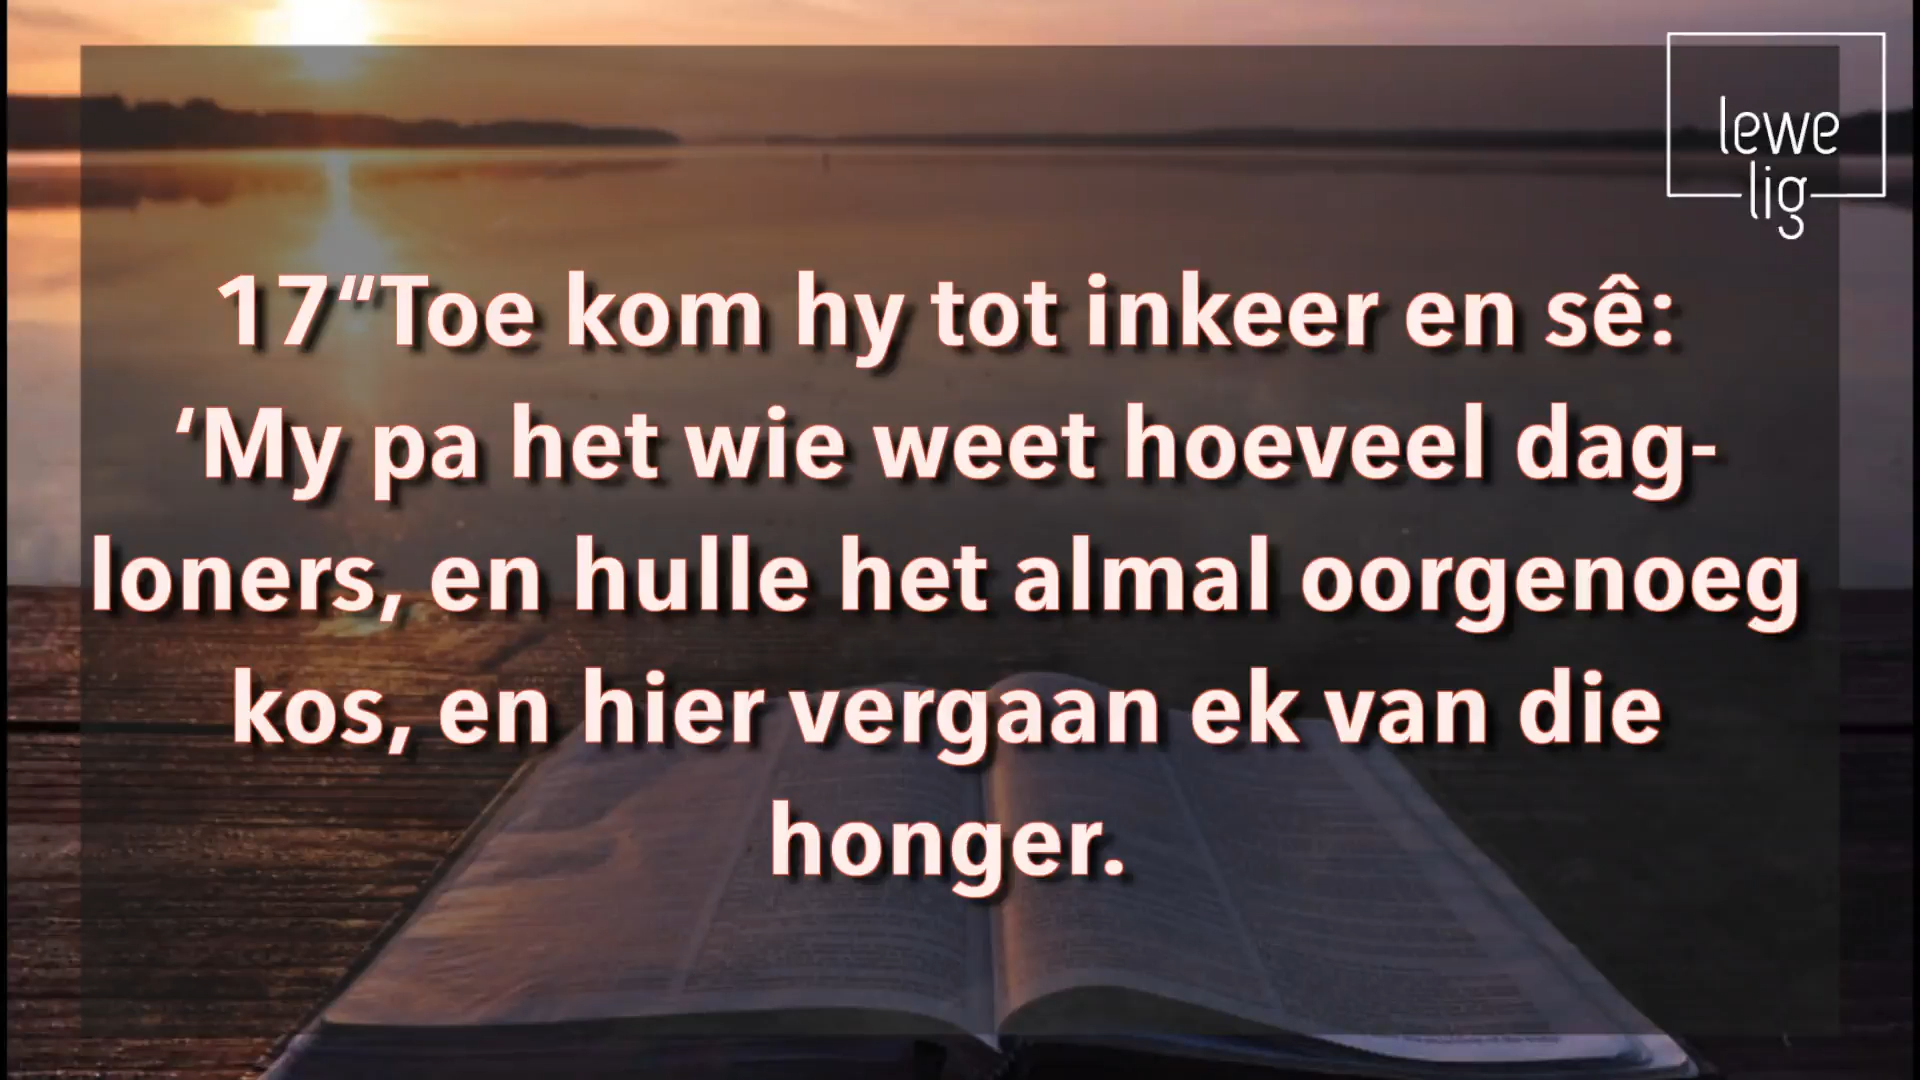 lewe
lig
17“Toe kom hy tot inkeer en sê:
‘My pa het wie weet hoeveel dag-
loners, en hulle het almal oorgenoeg
kos, en hier vergaan ek van die
honger.